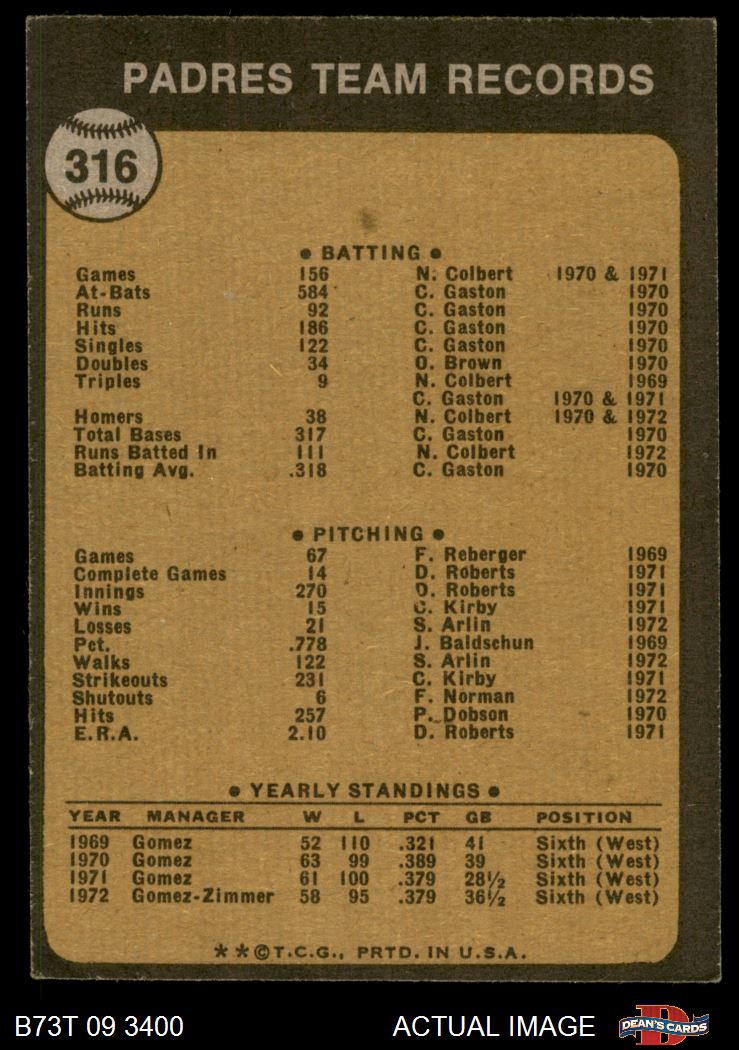 PADRES TEAM RECORDS
316
• BATTING •
Games 156 N. Colbert 1970 & 1971
At-Bats 584 C. Gaston 1970
Runs 92 C. Gaston 1970
Hits 186 C. Gaston 1970
Singles 122 C. Gaston 1970
Doubles 34 O. Brown 1970
Triples 9 N. Colbert 1969
C. Gaston 1970 & 1971
Homers 38 N. Colbert 1970 & 1972
Total Bases 317 C. Gaston 1970
Runs Batted In 111 N. Colbert 1972
Batting Avg. .318 C. Gaston 1970
• PITCHING •
Games 67 F. Reberger 1969
Complete Games 14 D. Roberts 1971
Innings 270 D. Roberts 1971
Wins 15 C. Kirby 1971
Losses 21 S. Arlin 1972
Pct. .778 J. Baldschun 1969
Walks 122 S. Arlin 1972
Strikeouts 231 C. Kirby 1971
Shutouts 6 F. Norman 1972
Hits 257 P. Dobson 1970
E.R.A. 2.10 D. Roberts 1971
• YEARLY STANDINGS •
YEAR MANAGER W L PCT GB POSITION
1969 Gomez 52 110 .321 41 Sixth (West)
1970 Gomez 63 99 .389 39 Sixth (West)
1971 Gomez 61 100 .379 28½ Sixth (West)
1972 Gomez-Zimmer 58 95 .379 36½ Sixth (West)
**©T.C.G., PRTD. IN U.S.A.
B73T 09 3400 ACTUAL IMAGE D DEAN'S CARDS